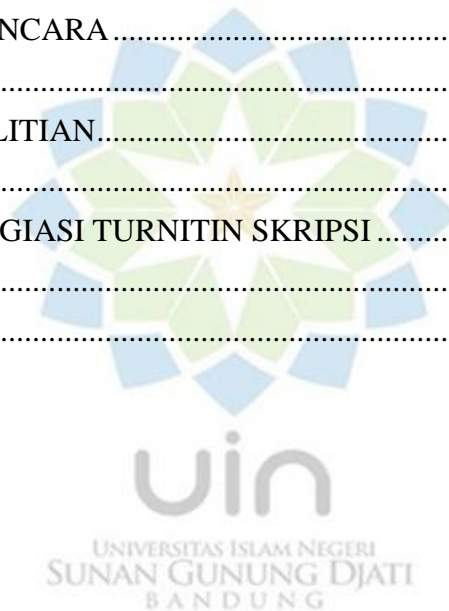 NCARA ........................................................
........................................................................
LITIAN........................................................
........................................................................
GIASI TURNITIN SKRIPSI ...........
........................................................................
........................................................................
uin
UNIVERSITAS ISLAM NEGERI
SUNAN GUNUNG DJATI
BANDUNG